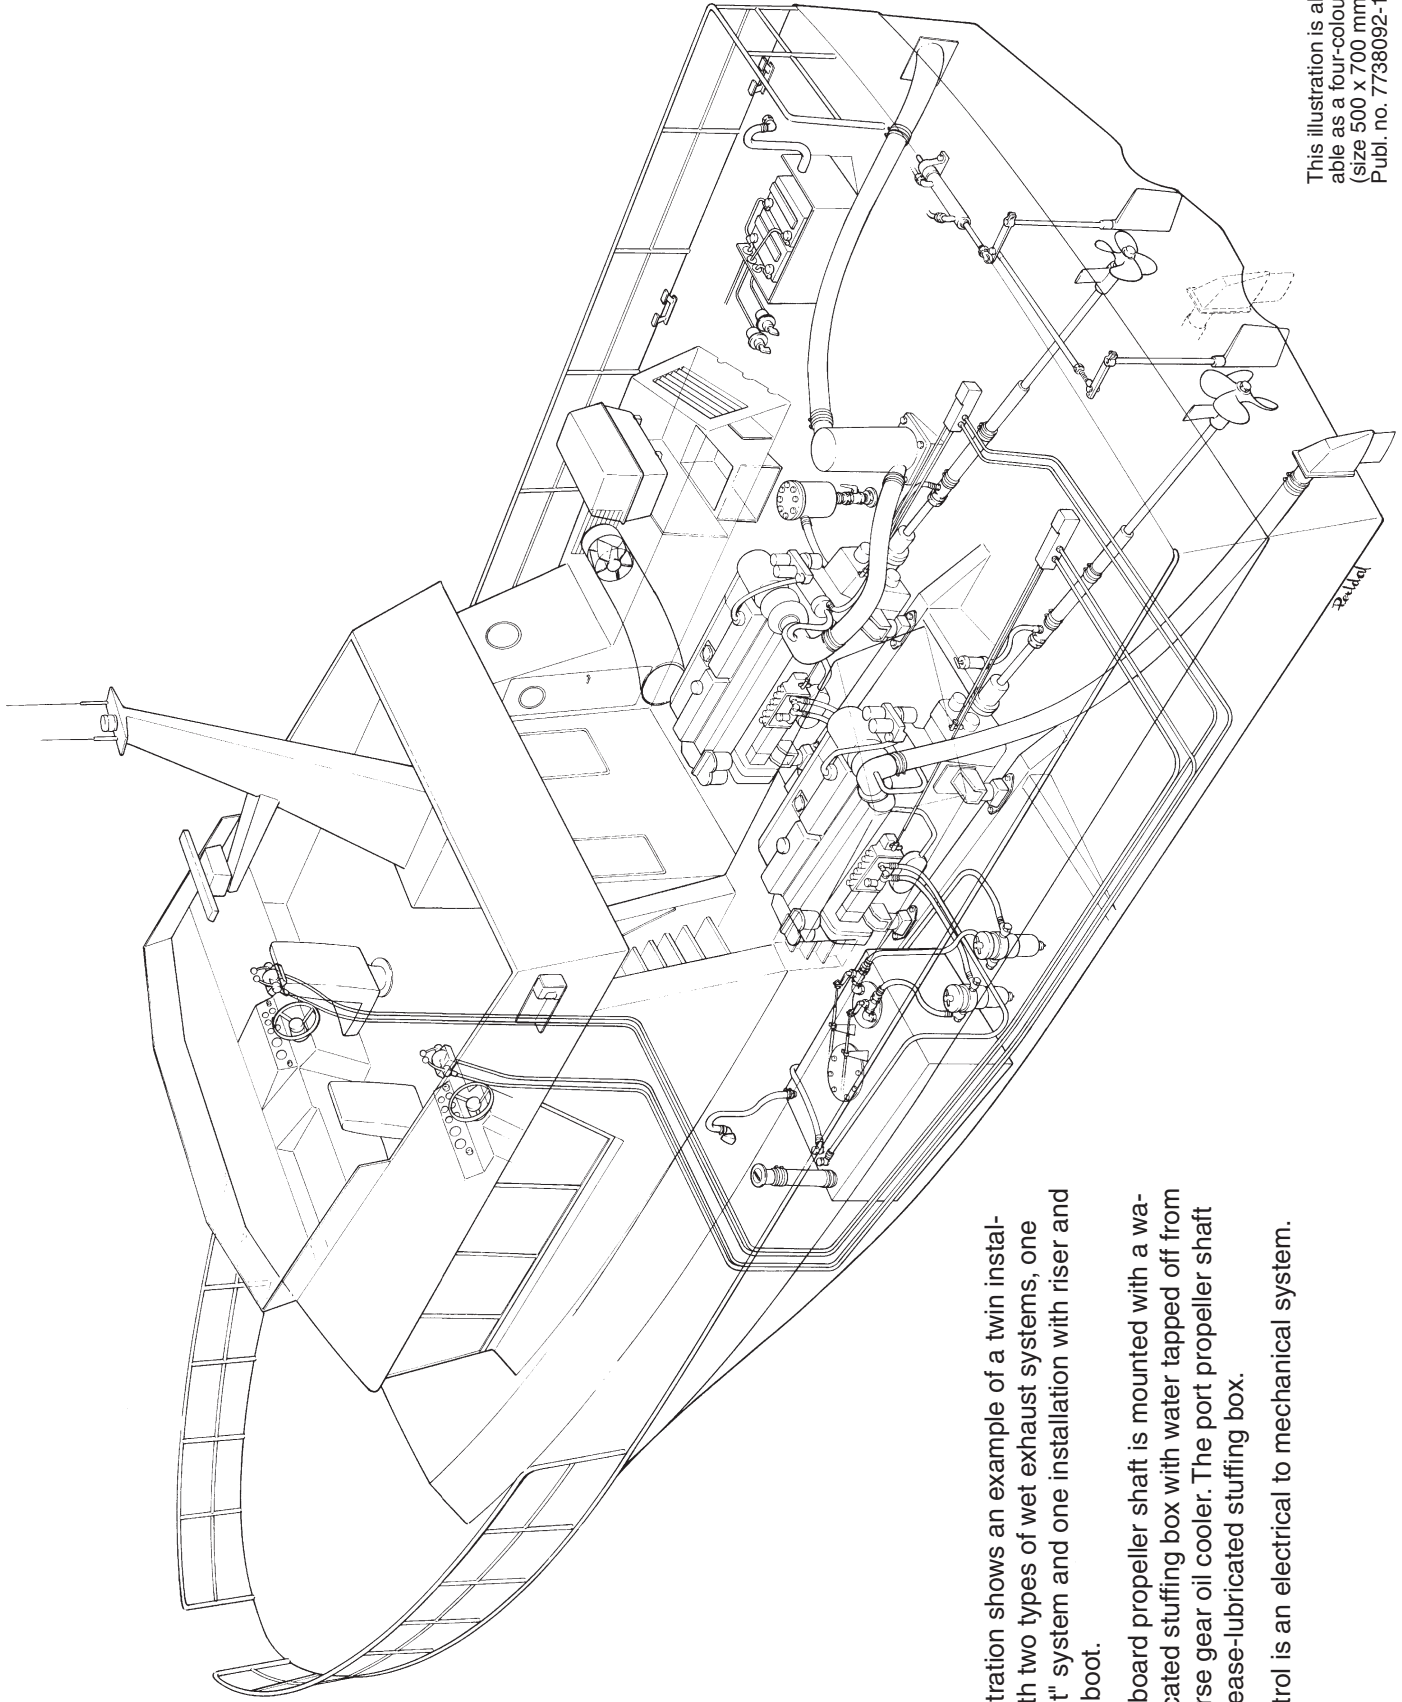 tration shows an example of a twin instal-
th two types of wet exhaust systems, one
t" system and one installation with riser and
boot.
board propeller shaft is mounted with a wa-
cated stuffing box with water tapped off from
rse gear oil cooler. The port propeller shaft
ease-lubricated stuffing box.
trol is an electrical to mechanical system.
This illustration is al
able as a four-colou
(size 500 x 700 mm
Publ. no. 7738092-1